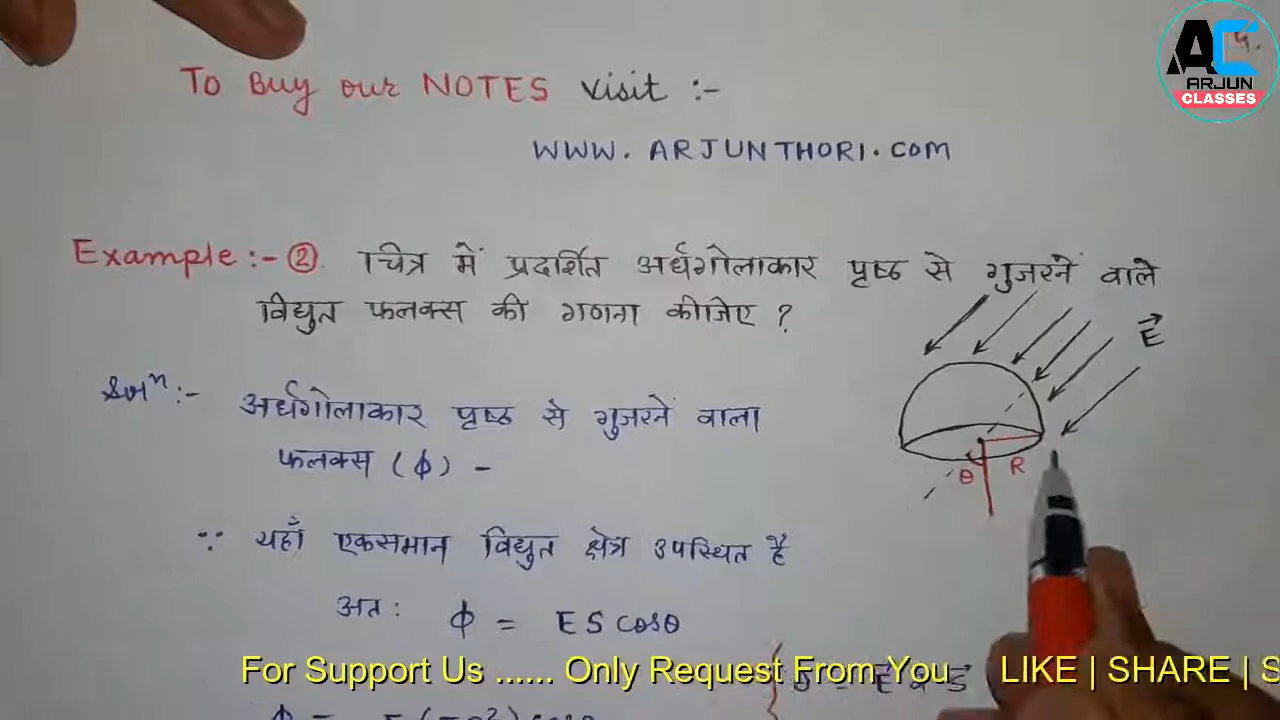 To Buy our NOTES visit :-
WWW. ARJUNTHORI.COM
AC
4.
ARJUN
CLASSES
Example:- ② चित्र में प्रदर्शित अर्धगोलाकार पृष्ठ से गुजरनें वाले
विद्युत फलक्स की गणना कीजिए ?
E
θ
R
Solⁿ:- अर्धगोलाकार पृष्ठ से गुजरनें वाला
फलक्स (ϕ) -
∵ यहाँ एकसमान विद्युत क्षेत्र उपस्थित है
अत: ϕ = ES cosθ
For Support Us ...... Only Request From You LIKE | SHARE | S